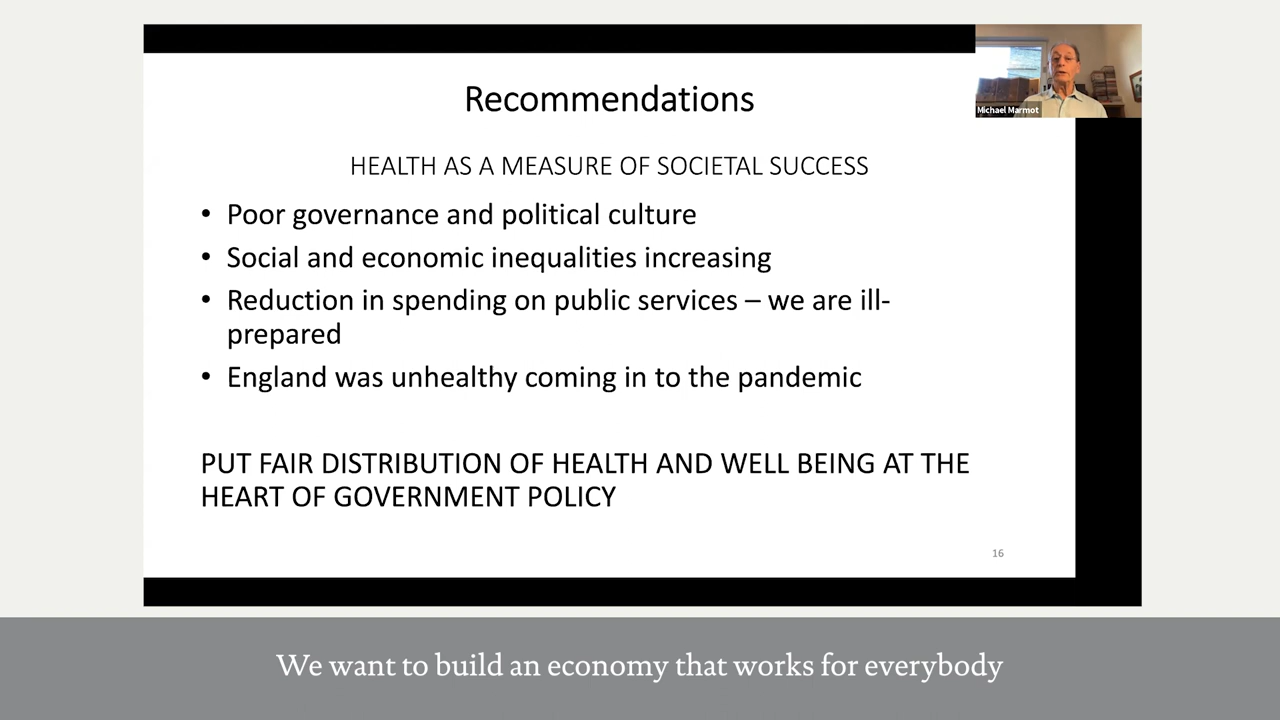 Recommendations
Michael Marmot
HEALTH AS A MEASURE OF SOCIETAL SUCCESS
• Poor governance and political culture
• Social and economic inequalities increasing
• Reduction in spending on public services – we are ill-
prepared
• England was unhealthy coming in to the pandemic
PUT FAIR DISTRIBUTION OF HEALTH AND WELL BEING AT THE
HEART OF GOVERNMENT POLICY
16
We want to build an economy that works for everybody